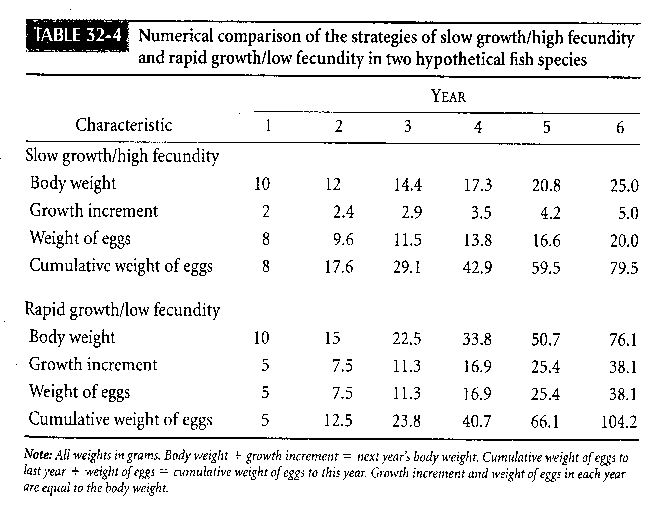 TABLE 32-4 Numerical comparison of the strategies of slow growth/high fecundity
and rapid growth/low fecundity in two hypothetical fish species
YEAR
Characteristic 1 2 3 4 5 6
Slow growth/high fecundity
Body weight 10 12 14.4 17.3 20.8 25.0
Growth increment 2 2.4 2.9 3.5 4.2 5.0
Weight of eggs 8 9.6 11.5 13.8 16.6 20.0
Cumulative weight of eggs 8 17.6 29.1 42.9 59.5 79.5
Rapid growth/low fecundity
Body weight 10 15 22.5 33.8 50.7 76.1
Growth increment 5 7.5 11.3 16.9 25.4 38.1
Weight of eggs 5 7.5 11.3 16.9 25.4 38.1
Cumulative weight of eggs 5 12.5 23.8 40.7 66.1 104.2
Note: All weights in grams. Body weight + growth increment = next year's body weight. Cumulative weight of eggs to
last year + weight of eggs = cumulative weight of eggs to this year. Growth increment and weight of eggs in each year
are equal to the body weight.